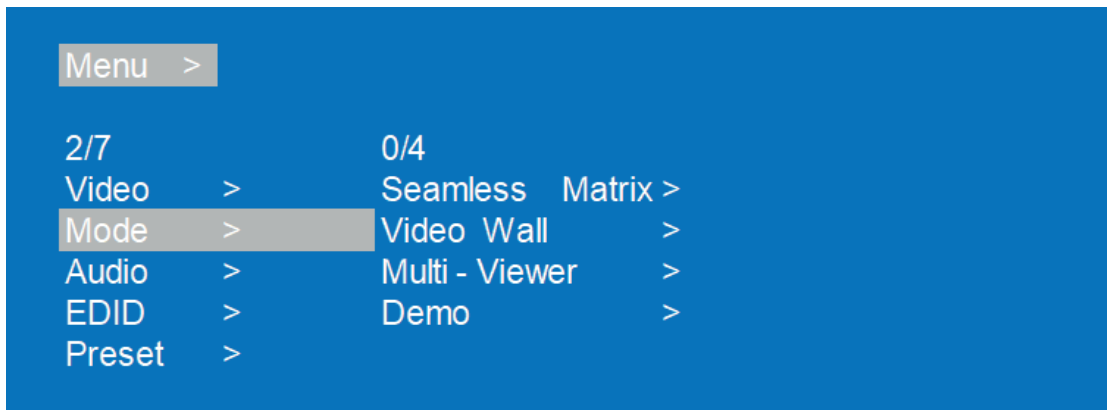 Menu >
2/7 0/4
Video > Seamless Matrix >
Mode > Video Wall >
Audio > Multi - Viewer >
EDID > Demo >
Preset >